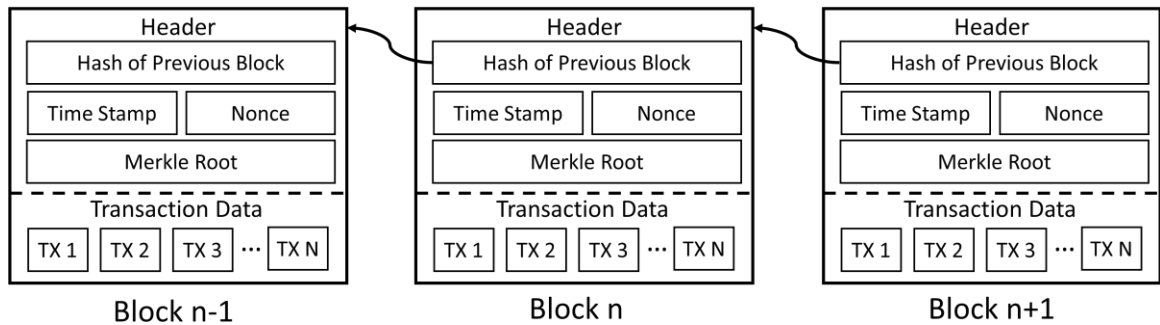 Header
Hash of Previous Block
Time Stamp Nonce
Merkle Root
Transaction Data
TX 1 TX 2 TX 3 ··· TX N
Block n-1
Header
Hash of Previous Block
Time Stamp Nonce
Merkle Root
Transaction Data
TX 1 TX 2 TX 3 ··· TX N
Block n
Header
Hash of Previous Block
Time Stamp Nonce
Merkle Root
Transaction Data
TX 1 TX 2 TX 3 ··· TX N
Block n+1